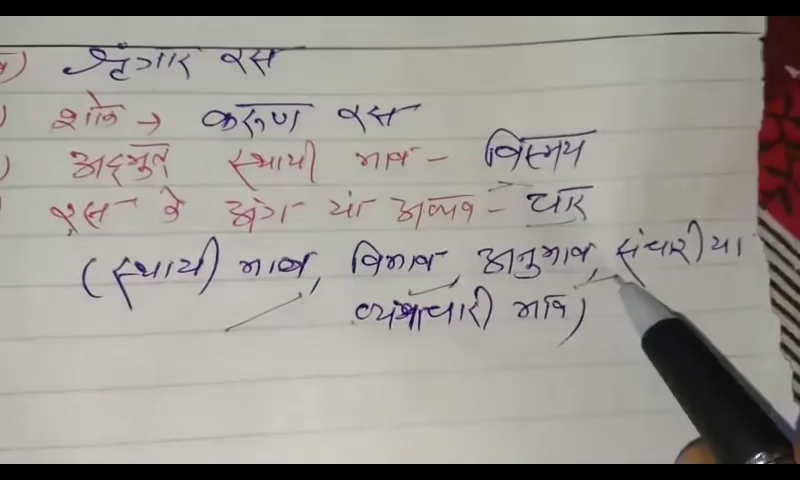 ) श्रृंगार रस
) शोक → करूण रस
) अद्भुत स्थायी भाव - विस्मय
रस के अंग या अवयव - चार
(स्थायी भाव, विभाव, अनुभाव, संचारी या
व्यभाचारी भाव)